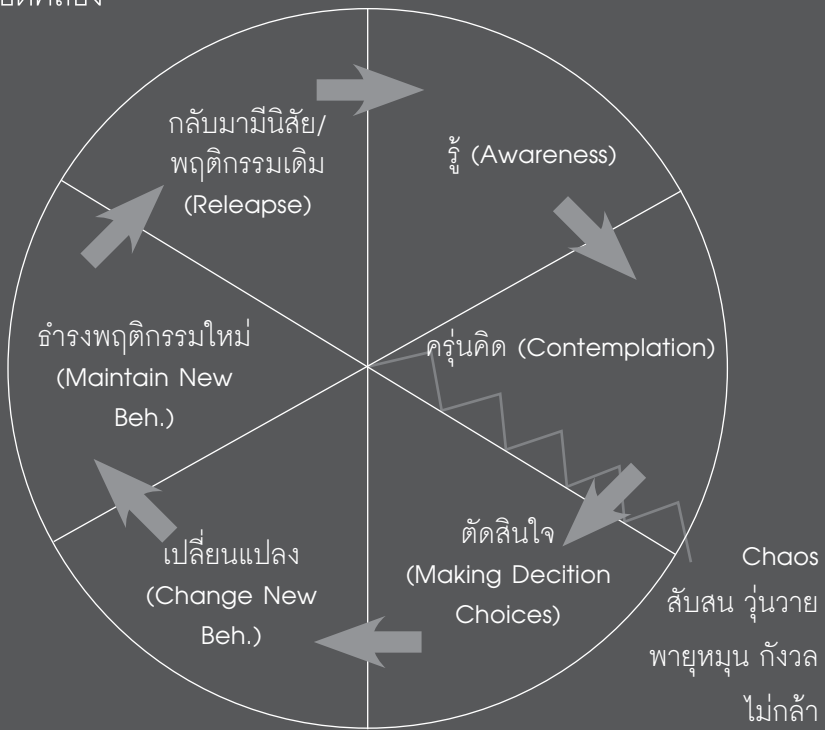 กลับมามีนิสัย/
พฤติกรรมเดิม
(Releapse)
รู้ (Awareness)
ครุ่นคิด (Contemplation)
ตัดสินใจ
(Making Decition
Choices)
Chaos
สับสน วุ่นวาย
พายุหมุน กังวล
ไม่กล้า
เปลี่ยนแปลง
(Change New
Beh.)
ธำรงพฤติกรรมใหม่
(Maintain New
Beh.)